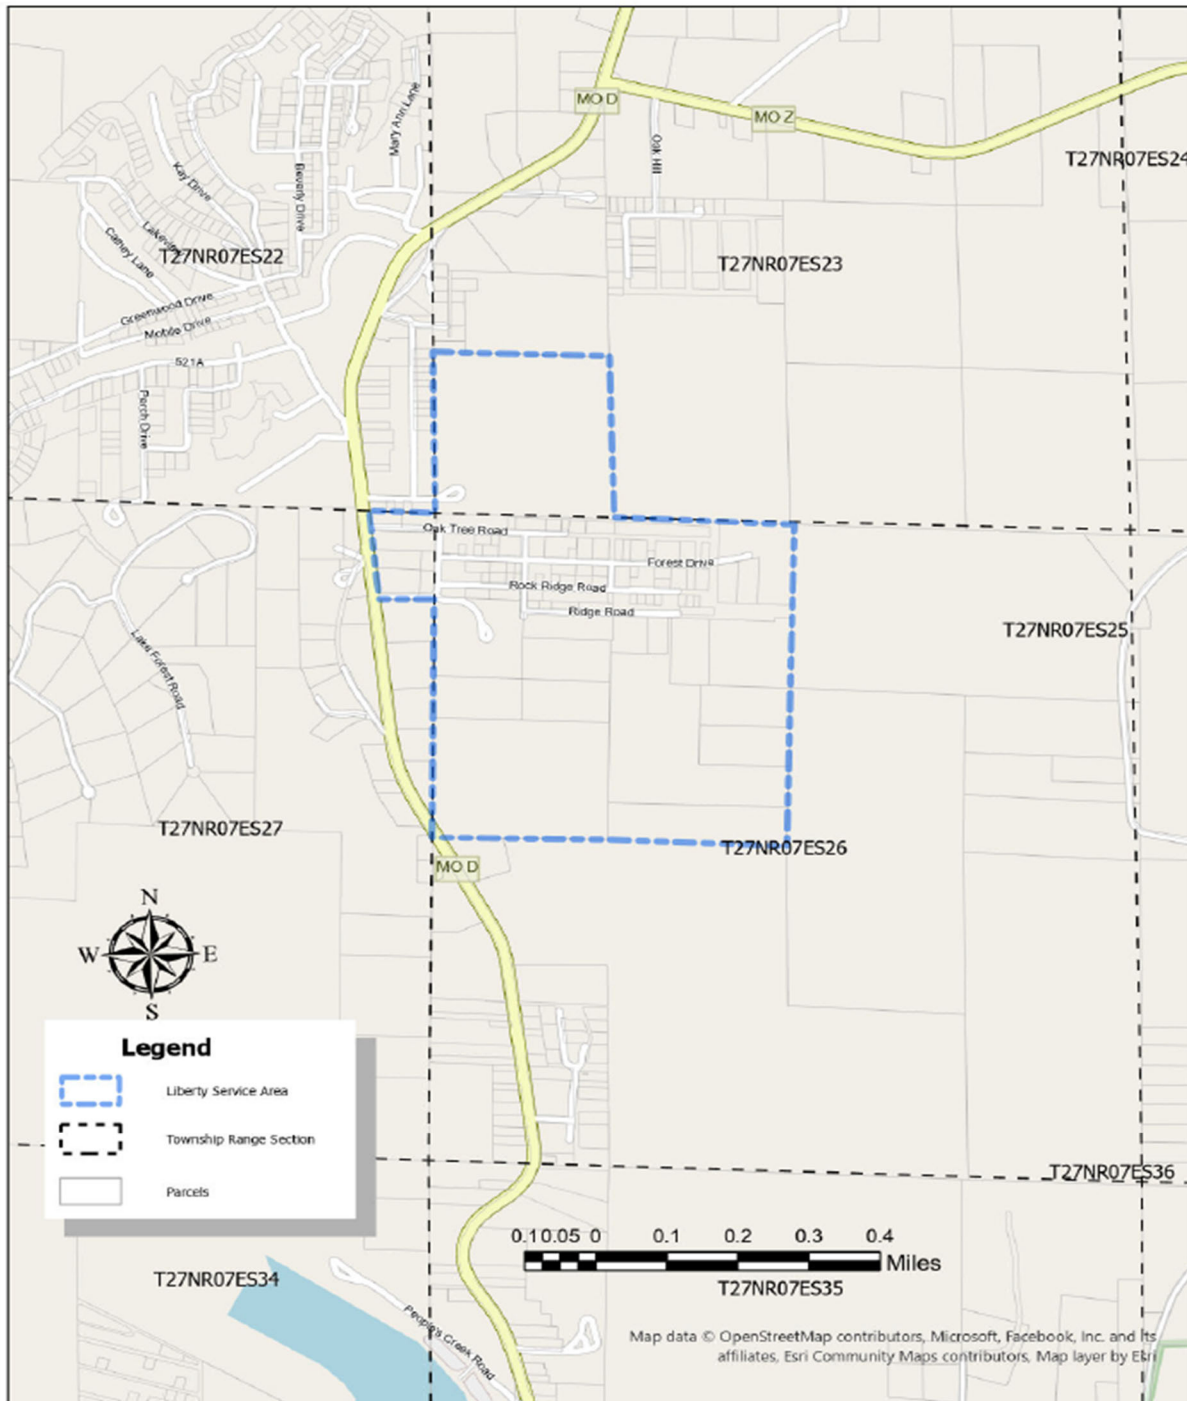 MO D
MO Z
Mary Ann Lane
Oak Hill
T27NR07ES24
Kay Drive
Beverly Drive
Lakeview
Cathey Lane
T27NR07ES22
T27NR07ES23
Greenwood Drive
Mobile Drive
521A
Perch Drive
Oak Tree Road
Forest Drive
Rock Ridge Road
Ridge Road
T27NR07ES25
Lake Forest Road
T27NR07ES27
T27NR07ES26
MO D
N
W
E
S
Legend
Liberty Service Area
Township Range Section
Parcels
T27NR07ES36
0.1 0.05 0 0.1 0.2 0.3 0.4
Miles
T27NR07ES34
T27NR07ES35
People's Creek Road
Map data © OpenStreetMap contributors, Microsoft, Facebook, Inc. and its
affiliates, Esri Community Maps contributors, Map layer by Esri